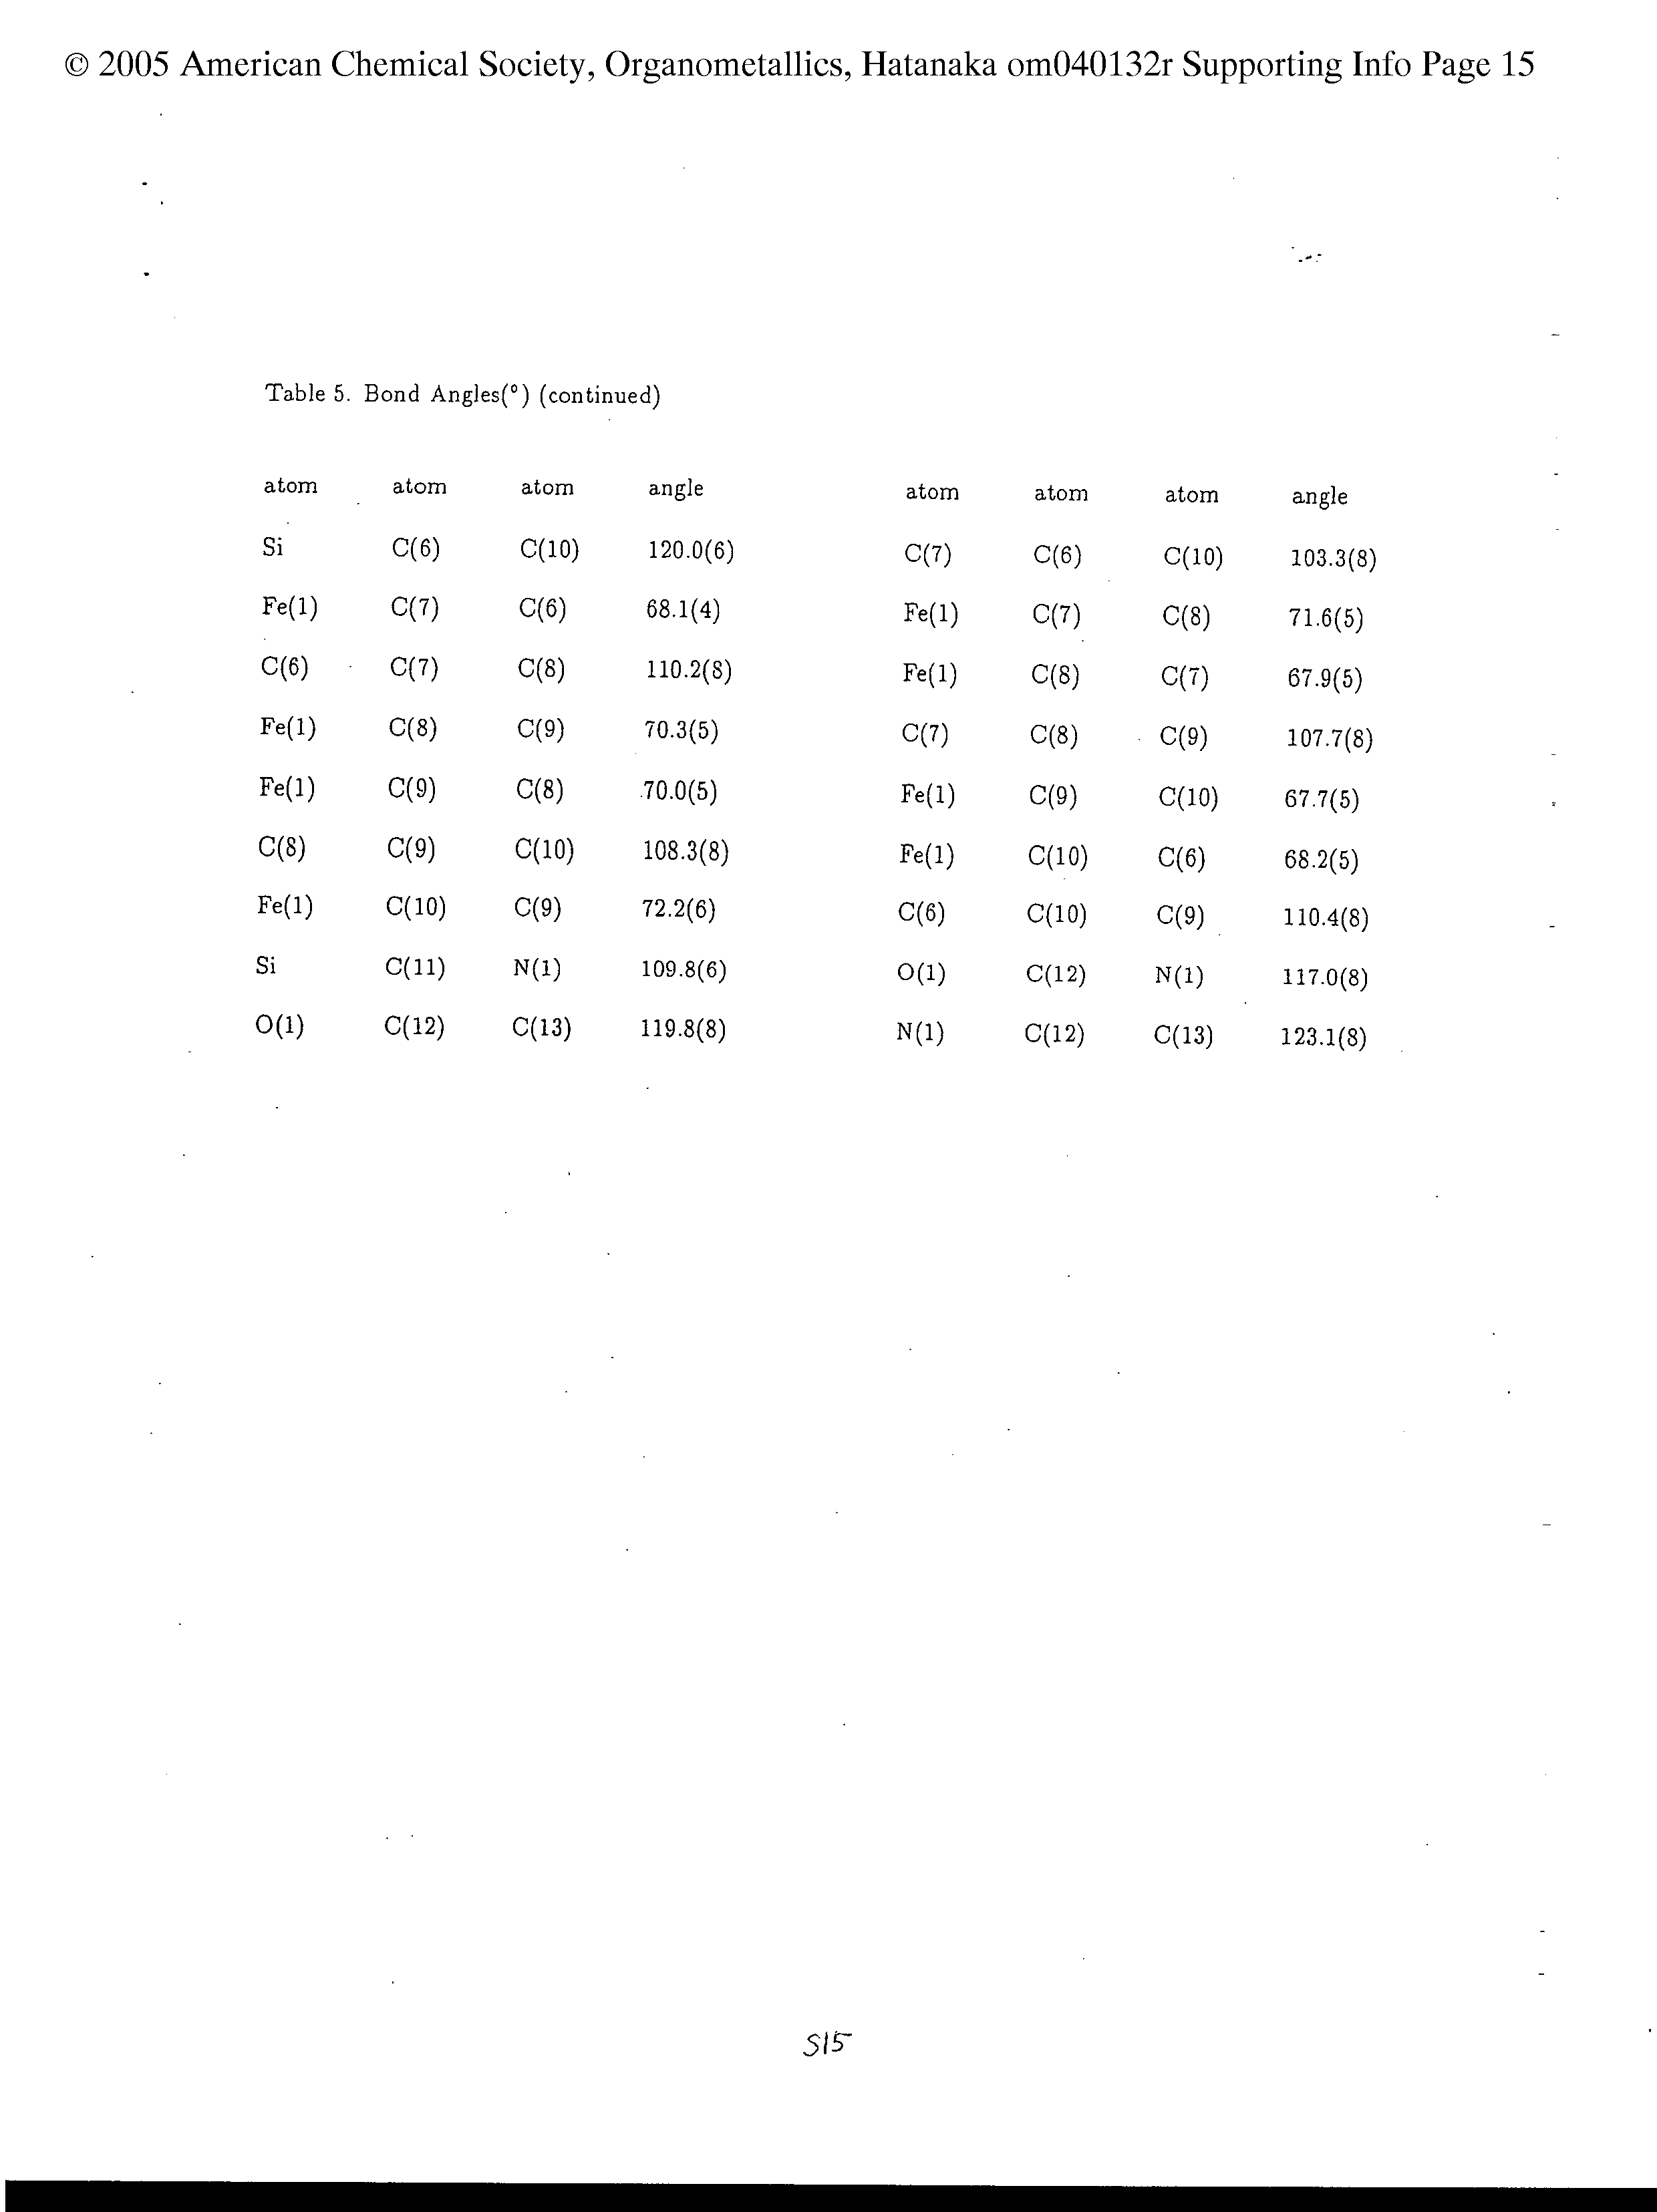 © 2005 American Chemical Society, Organometallics, Hatanaka om040132r Supporting Info Page 15
Table 5. Bond Angles(°) (continued)
atom atom atom angle atom atom atom angle
Si C(6) C(10) 120.0(6) C(7) C(6) C(10) 103.3(8)
Fe(1) C(7) C(6) 68.1(4) Fe(1) C(7) C(8) 71.6(5)
C(6) C(7) C(8) 110.2(8) Fe(1) C(8) C(7) 67.9(5)
Fe(1) C(8) C(9) 70.3(5) C(7) C(8) C(9) 107.7(8)
Fe(1) C(9) C(8) 70.0(5) Fe(1) C(9) C(10) 67.7(5)
C(8) C(9) C(10) 108.3(8) Fe(1) C(10) C(6) 68.2(5)
Fe(1) C(10) C(9) 72.2(6) C(6) C(10) C(9) 110.4(8)
Si C(11) N(1) 109.8(6) O(1) C(12) N(1) 117.0(8)
O(1) C(12) C(13) 119.8(8) N(1) C(12) C(13) 123.1(8)
S15